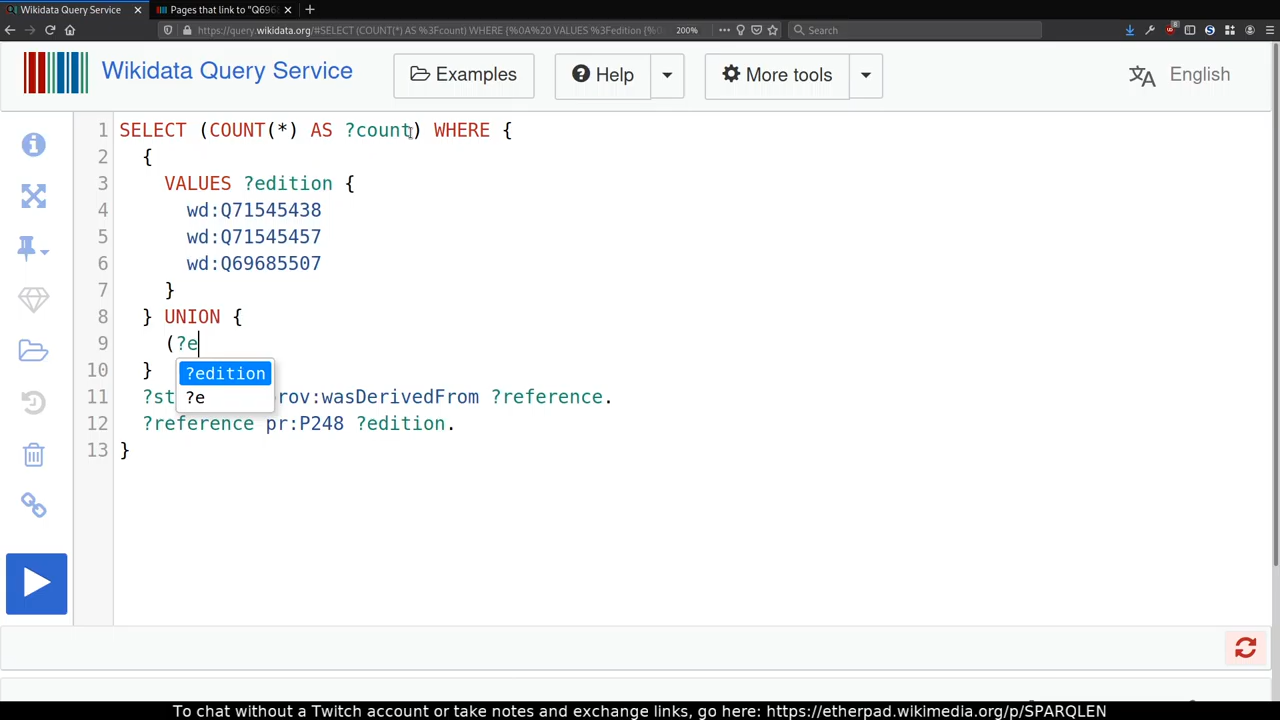 Wikidata Query Service
Pages that link to "Q696
https://query.wikidata.org/#SELECT (COUNT(*) AS %3Fcount) WHERE {%0A%20 VALUES %3Fedition {%0
200%
Search
Wikidata Query Service
Examples
Help
More tools
English
1 SELECT (COUNT(*) AS ?count) WHERE {
2 {
3 VALUES ?edition {
4 wd:Q71545438
5 wd:Q71545457
6 wd:Q69685507
7 }
8 } UNION {
9 (?e
10 }
?edition
?e
11 ?st rov:wasDerivedFrom ?reference.
12 ?reference pr:P248 ?edition.
13 }
To chat without a Twitch account or take notes and exchange links, go here: https://etherpad.wikimedia.org/p/SPARQLEN